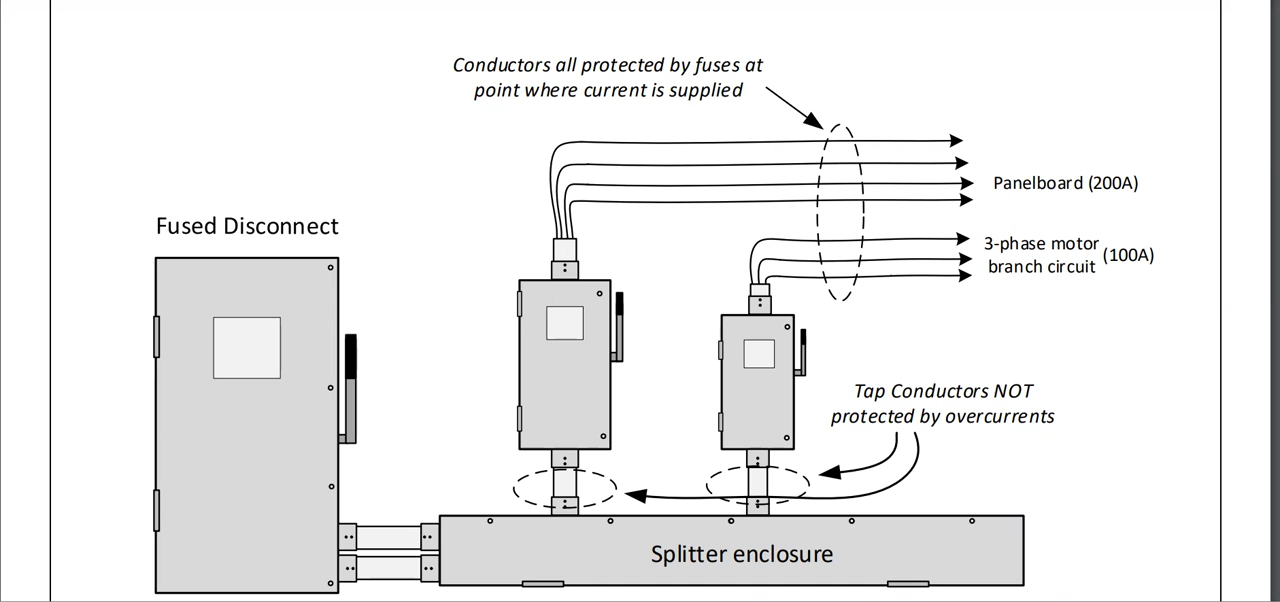 Conductors all protected by fuses at
point where current is supplied
Panelboard (200A)
Fused Disconnect
3-phase motor
branch circuit (100A)
Tap Conductors NOT
protected by overcurrents
Splitter enclosure